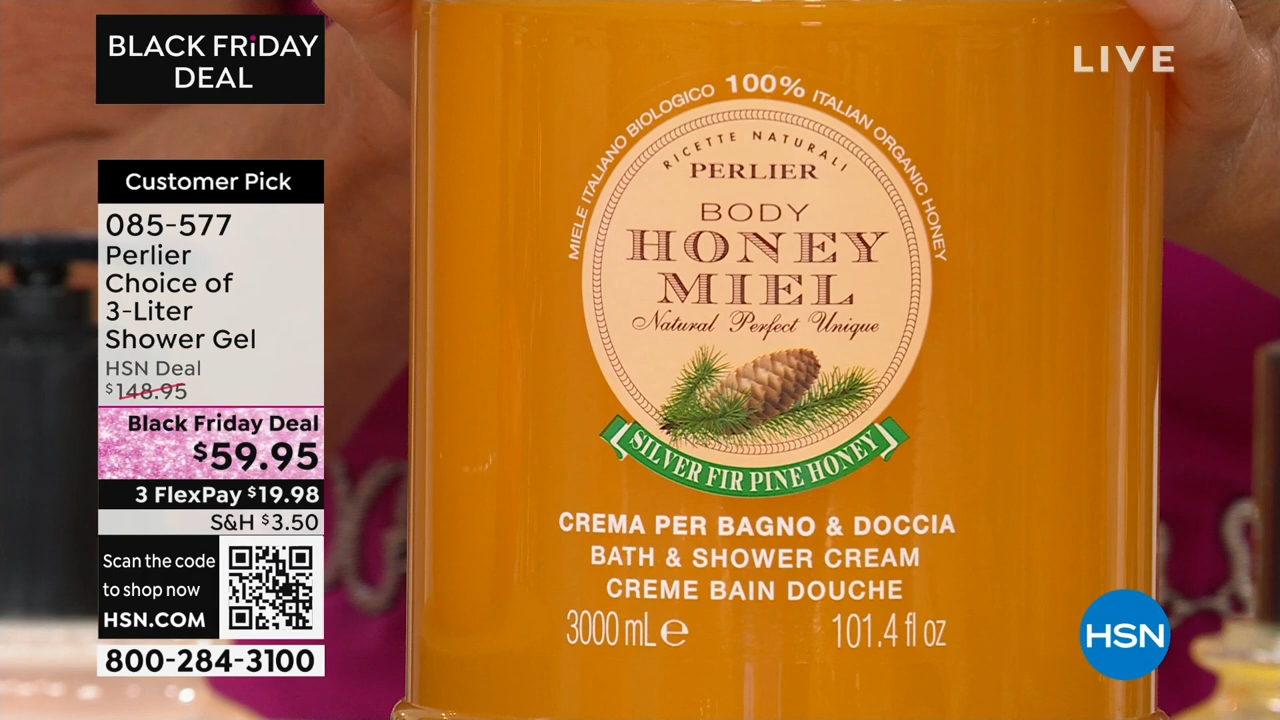 BLACK FRiDAY
DEAL
LIVE
Customer Pick
085-577
Perlier
Choice of
3-Liter
Shower Gel
HSN Deal
$148.95
Black Friday Deal
$59.95
3 FlexPay $19.98
S&H $3.50
Scan the code
to shop now
HSN.COM
800-284-3100
MIELE ITALIANO BIOLOGICO 100% ITALIAN ORGANIC HONEY
RICETTE NATURALI
PERLIER
BODY
HONEY
MIEL
Natural Perfect Unique
SILVER FIR PINE HONEY
CREMA PER BAGNO & DOCCIA
BATH & SHOWER CREAM
CREME BAIN DOUCHE
3000 mL e 101.4 fl oz
HSN